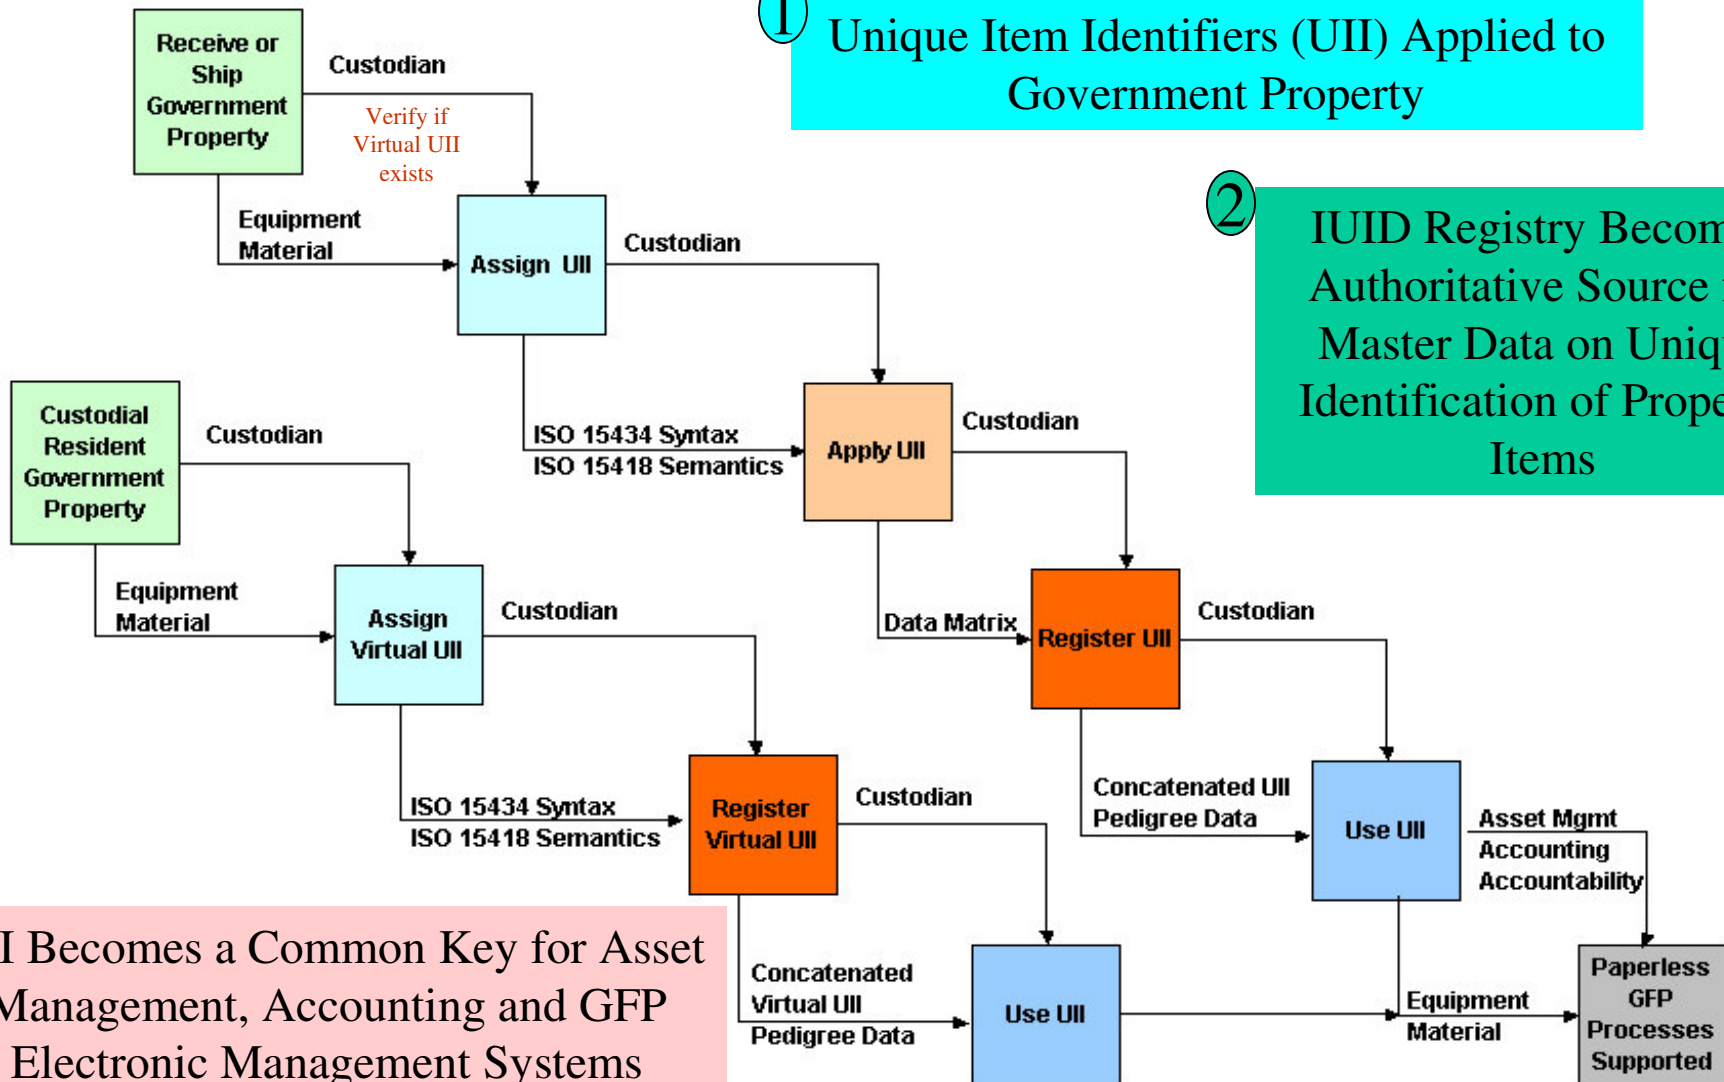 1
Unique Item Identifiers (UII) Applied to
Government Property
Receive or
Ship
Government
Property
Custodian
Verify if
Virtual UII
exists
Equipment
Material
Assign UII
Custodian
2
IUID Registry
Authoritative Source
Master Data on
Identification of
Items
Custodial
Resident
Government
Property
Custodian
ISO 15434 Syntax
ISO 15418 Semantics
Apply UII
Custodian
Equipment
Material
Assign
Virtual UII
Custodian
Data Matrix
Register UII
Custodian
ISO 15434 Syntax
ISO 15418 Semantics
Register
Virtual UII
Custodian
Concatenated UII
Pedigree Data
Use UII
Asset Mgmt
Accounting
Accountability
Becomes a Common Key for Asset
Management, Accounting and GFP
Electronic Management Systems
Concatenated
Virtual UII
Pedigree Data
Use UII
Equipment
Material
Paperless
GFP
Processes
Supported